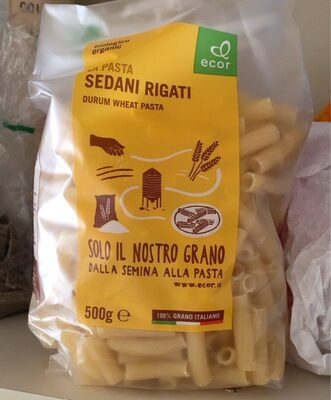 biologico
organic
ecor
LA PASTA
SEDANI RIGATI
DURUM WHEAT PASTA
SOLO IL NOSTRO GRANO
DALLA SEMINA ALLA PASTA
www.ecor.it
500g e
100% GRANO ITALIANO